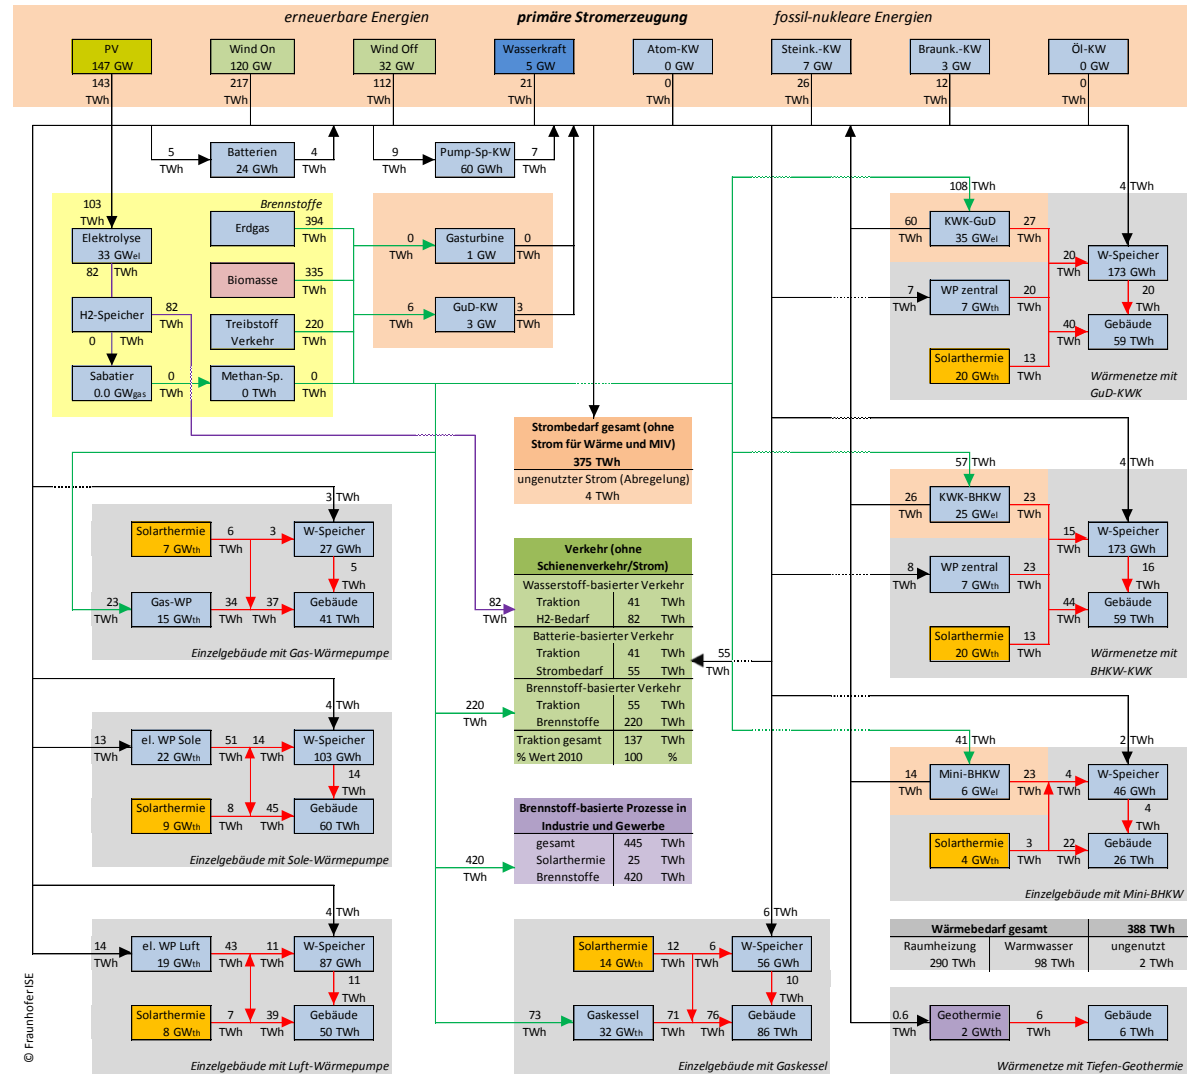 erneuerbare Energien primäre Stromerzeugung fossil-nukleare Energien
PV
147 GW
Wind On
120 GW
Wind Off
32 GW
Wasserkraft
5 GW
Atom-KW
0 GW
Steink.-KW
7 GW
Braunk.-KW
3 GW
Öl-KW
0 GW
143
TWh
217
TWh
112
TWh
21
TWh
0
TWh
26
TWh
12
TWh
0
TWh
5
TWh
Batterien
24 GWh
4
TWh
9
TWh
Pump-Sp-KW
60 GWh
7
TWh
103
TWh
Brennstoffe
Elektrolyse
33 GWel
82 TWh
H2-Speicher
82
TWh
0 TWh
Sabatier
0.0 GWgas
0
TWh
Erdgas
394
TWh
Biomasse
335
TWh
Treibstoff
Verkehr
220
TWh
Methan-Sp.
0 TWh
0
TWh
0
TWh
Gasturbine
1 GW
0
TWh
6
TWh
GuD-KW
3 GW
3
TWh
108 TWh
4 TWh
60
TWh
KWK-GuD
35 GWel
27
TWh
20
TWh
W-Speicher
173 GWh
7
TWh
WP zentral
7 GWth
20
TWh
20
TWh
40
TWh
Gebäude
59 TWh
Solarthermie
20 GWth
13
TWh
Wärmenetze mit
GuD-KWK
Strombedarf gesamt (ohne
Strom für Wärme und MIV)
375 TWh
ungenutzter Strom (Abregelung)
4 TWh
57 TWh
4 TWh
26
TWh
KWK-BHKW
25 GWel
23
TWh
15
TWh
W-Speicher
173 GWh
8
TWh
WP zentral
7 GWth
23
TWh
16
TWh
44
TWh
Gebäude
59 TWh
Solarthermie
20 GWth
13
TWh
Wärmenetze mit
BHKW-KWK
3 TWh
Solarthermie
7 GWth
6
TWh
3
W-Speicher
27 GWh
5
TWh
23
TWh
Gas-WP
15 GWth
34
TWh
37
TWh
Gebäude
41 TWh
Einzelgebäude mit Gas-Wärmepumpe
Verkehr (ohne
Schienenverkehr/Strom)
Wasserstoff-basierter Verkehr
Traktion 41 TWh
H2-Bedarf 82 TWh
Batterie-basierter Verkehr
Traktion 41 TWh
Strombedarf 55 TWh
Brennstoff-basierter Verkehr
Traktion 55 TWh
Brennstoffe 220 TWh
Traktion gesamt 137 TWh
% Wert 2010 100 %
82
TWh
55
TWh
220
TWh
4 TWh
13
TWh
el. WP Sole
22 GWth
51
TWh
14
TWh
W-Speicher
103 GWh
14
TWh
Solarthermie
9 GWth
8
TWh
45
TWh
Gebäude
60 TWh
Einzelgebäude mit Sole-Wärmepumpe
Brennstoff-basierte Prozesse in
Industrie und Gewerbe
gesamt 445 TWh
Solarthermie 25 TWh
Brennstoffe 420 TWh
420
TWh
41 TWh
2 TWh
14
TWh
Mini-BHKW
6 GWel
23
TWh
4
TWh
W-Speicher
46 GWh
4
TWh
Solarthermie
4 GWth
3
TWh
22
TWh
Gebäude
26 TWh
Einzelgebäude mit Mini-BHKW
4 TWh
14
TWh
el. WP Luft
19 GWth
43
TWh
11
TWh
W-Speicher
87 GWh
11
TWh
Solarthermie
8 GWth
7
TWh
39
TWh
Gebäude
50 TWh
Einzelgebäude mit Luft-Wärmepumpe
6 TWh
Solarthermie
14 GWth
12
TWh
6
TWh
W-Speicher
56 GWh
10
TWh
73
TWh
Gaskessel
32 GWth
71
TWh
76
TWh
Gebäude
86 TWh
Einzelgebäude mit Gaskessel
Wärmebedarf gesamt 388 TWh
Raumheizung Warmwasser ungenutzt
290 TWh 98 TWh 2 TWh
0.6
TWh
Geothermie
2 GWth
6
TWh
Gebäude
6 TWh
Wärmenetze mit Tiefen-Geothermie
© Fraunhofer ISE